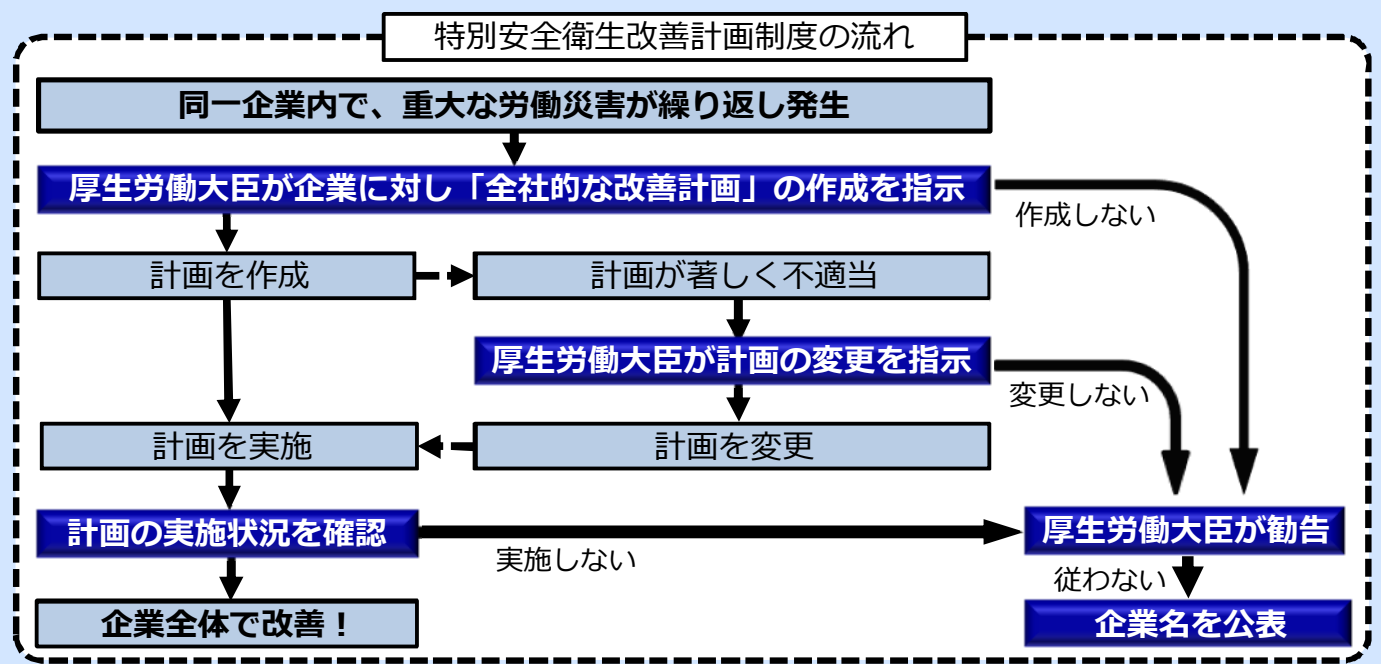 特別安全衛生改善計画制度の流れ
同一企業内で、重大な労働災害が繰り返し発生
厚生労働大臣が企業に対し「全社的な改善計画」の作成を指示
作成しない
計画を作成
計画が著しく不適当
厚生労働大臣が計画の変更を指示
変更しない
計画を実施
計画を変更
計画の実施状況を確認
実施しない
厚生労働大臣が勧告
従わない
企業全体で改善！
企業名を公表